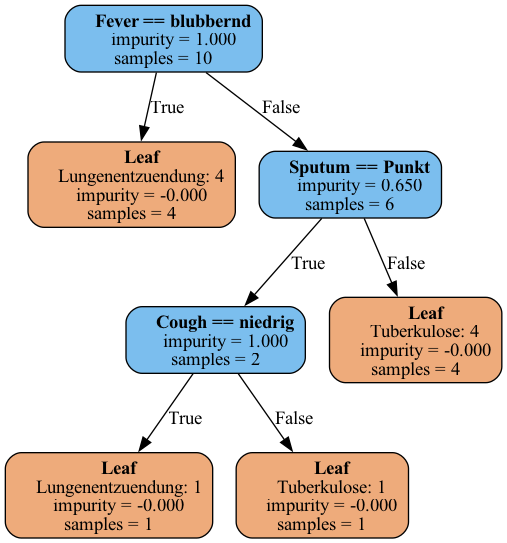 Fever == blubbernd
impurity = 1.000
samples = 10
True
False
Leaf
Lungenentzuendung: 4
impurity = -0.000
samples = 4
Sputum == Punkt
impurity = 0.650
samples = 6
True
False
Cough == niedrig
impurity = 1.000
samples = 2
Leaf
Tuberkulose: 4
impurity = -0.000
samples = 4
True
False
Leaf
Lungenentzuendung: 1
impurity = -0.000
samples = 1
Leaf
Tuberkulose: 1
impurity = -0.000
samples = 1